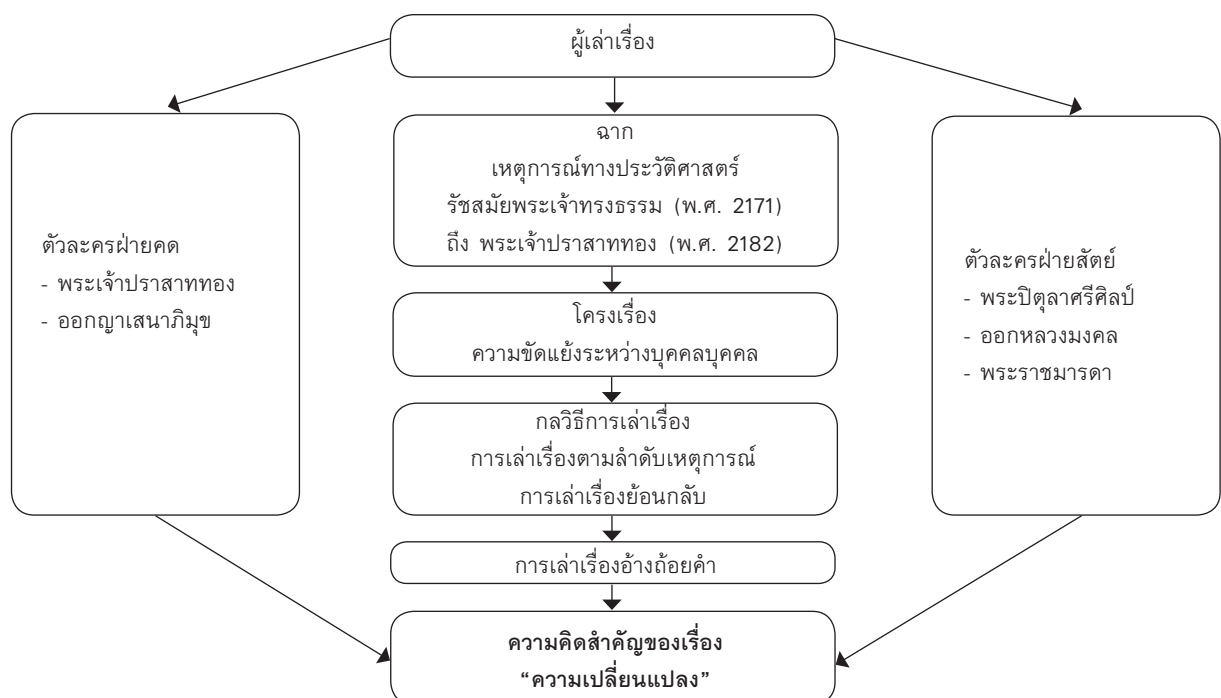 ผู้เล่าเรื่อง
ฉาก
เหตุการณ์ทางประวัติศาสตร์
รัชสมัยพระเจ้าทรงธรรม (พ.ศ. 2171)
ถึง พระเจ้าปราสาททอง (พ.ศ. 2182)
ตัวละครฝ่ายคด
- พระเจ้าปราสาททอง
- ออกญาเสนาภิมุข
ตัวละครฝ่ายสัตย์
- พระปิตุลาศรีศิลป์
- ออกหลวงมงคล
- พระราชมารดา
โครงเรื่อง
ความขัดแย้งระหว่างบุคคลบุคคล
กลวิธีการเล่าเรื่อง
การเล่าเรื่องตามลำดับเหตุการณ์
การเล่าเรื่องย้อนกลับ
การเล่าเรื่องอ้างถ้อยคำ
ความคิดสำคัญของเรื่อง
“ความเปลี่ยนแปลง”